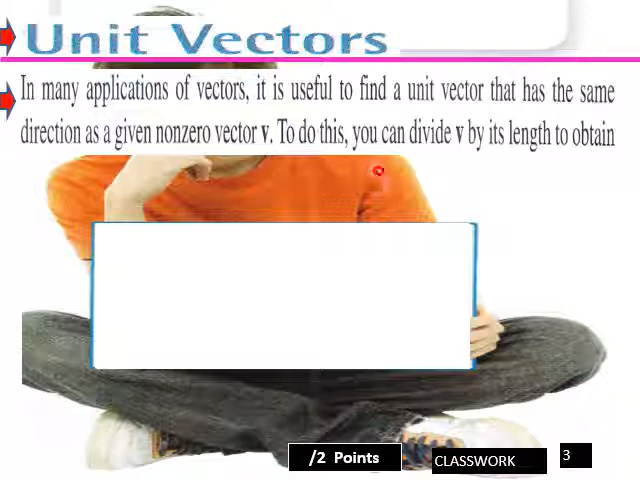 Unit Vectors
In many applications of vectors, it is useful to find a unit vector that has the same
direction as a given nonzero vector v. To do this, you can divide v by its length to obtain
/2 Points
CLASSWORK
3